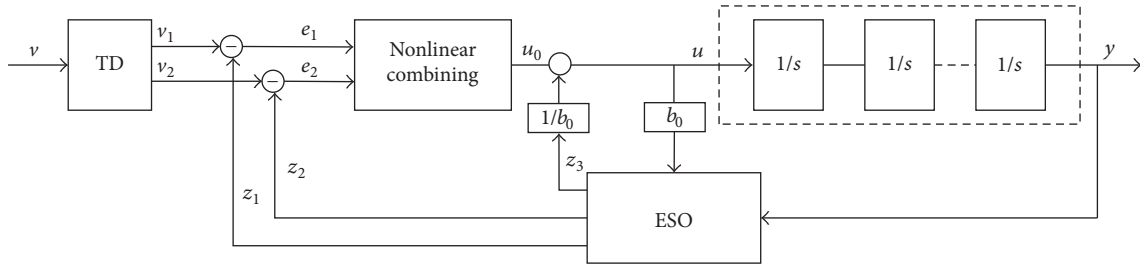 v
TD
v₁
v₂
−
−
e₁
e₂
Nonlinear
combining
u₀
u
1/s
1/s
1/s
y
1/b₀
b₀
z₁
z₂
z₃
ESO